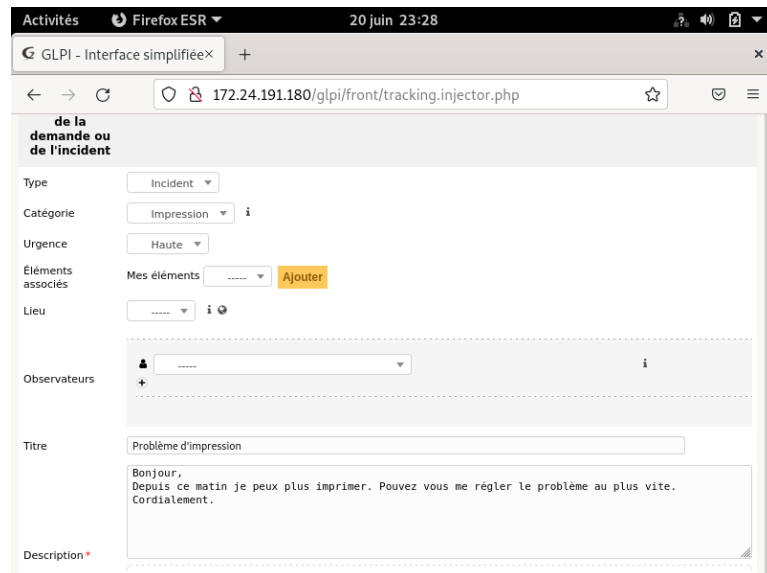 Activités
Firefox ESR
20 juin 23:28
GLPI - Interface simplifiée
172.24.191.180/glpi/front/tracking.injector.php
de la
demande ou
de l'incident
Type
Incident
Catégorie
Impression
Urgence
Haute
Éléments
associés
Mes éléments
-----
Ajouter
Lieu
-----
-----
Observateurs
Titre
Problème d'impression
Bonjour,
Depuis ce matin je peux plus imprimer. Pouvez vous me régler le problème au plus vite.
Cordialement.
Description *